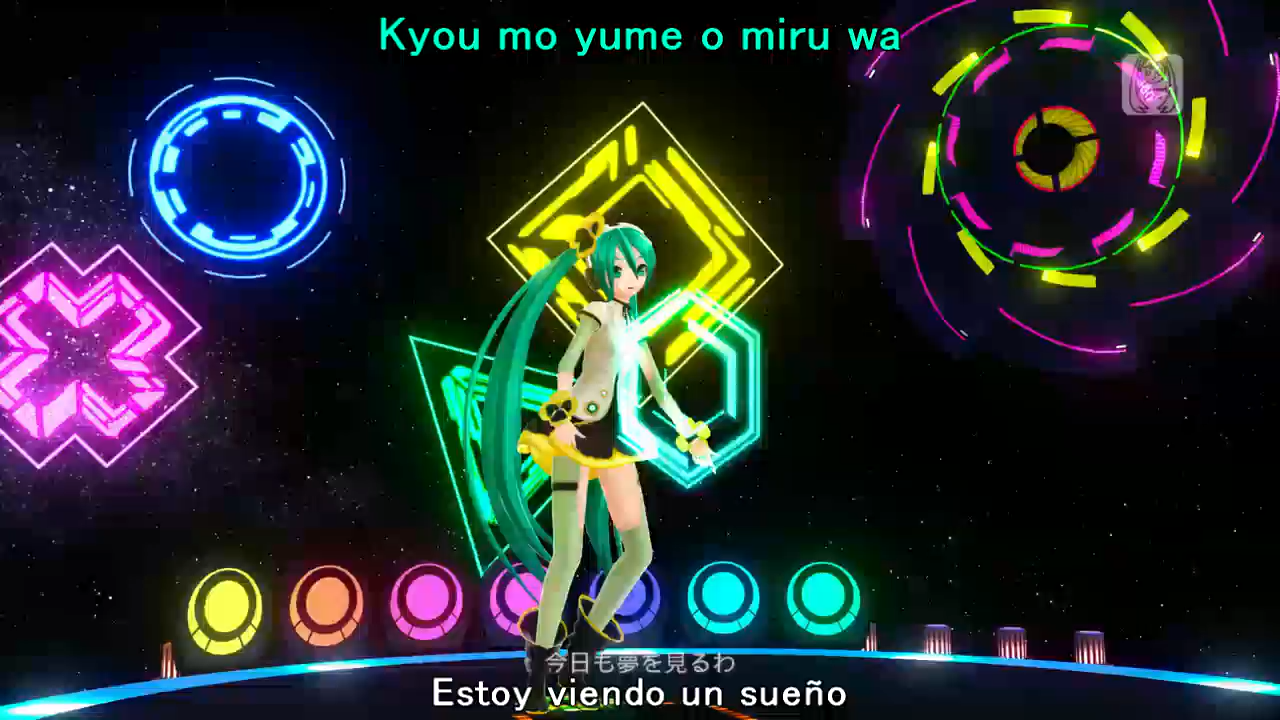 Kyou mo yume o miru wa
今日も夢を見るわ
Estoy viendo un sueño